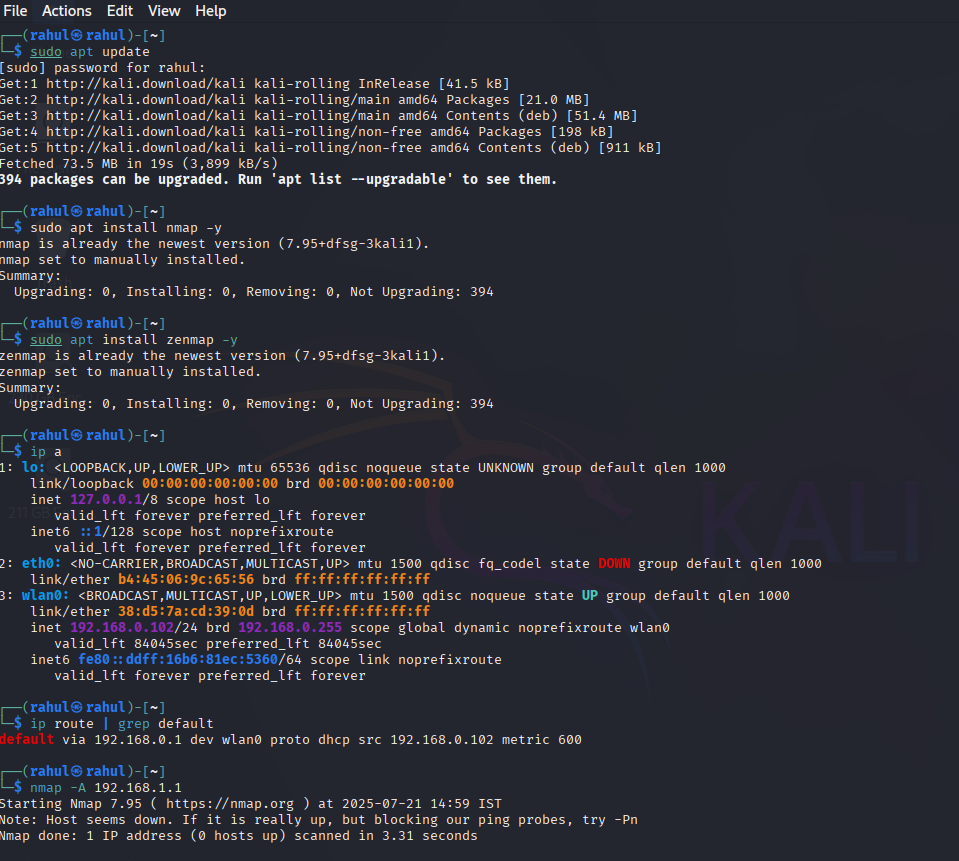 File Actions Edit View Help
┌──(rahul㉿rahul)-[~]
└─$ sudo apt update
[sudo] password for rahul:
Get:1 http://kali.download/kali kali-rolling InRelease [41.5 kB]
Get:2 http://kali.download/kali kali-rolling/main amd64 Packages [21.0 MB]
Get:3 http://kali.download/kali kali-rolling/main amd64 Contents (deb) [51.4 MB]
Get:4 http://kali.download/kali kali-rolling/non-free amd64 Packages [198 kB]
Get:5 http://kali.download/kali kali-rolling/non-free amd64 Contents (deb) [911 kB]
Fetched 73.5 MB in 19s (3,899 kB/s)
394 packages can be upgraded. Run 'apt list --upgradable' to see them.
┌──(rahul㉿rahul)-[~]
└─$ sudo apt install nmap -y
nmap is already the newest version (7.95+dfsg-3kali1).
nmap set to manually installed.
Summary:
  Upgrading: 0, Installing: 0, Removing: 0, Not Upgrading: 394
┌──(rahul㉿rahul)-[~]
└─$ sudo apt install zenmap -y
zenmap is already the newest version (7.95+dfsg-3kali1).
zenmap set to manually installed.
Summary:
  Upgrading: 0, Installing: 0, Removing: 0, Not Upgrading: 394
┌──(rahul㉿rahul)-[~]
└─$ ip a
1: lo: <LOOPBACK,UP,LOWER_UP> mtu 65536 qdisc noqueue state UNKNOWN group default qlen 1000
    link/loopback 00:00:00:00:00:00 brd 00:00:00:00:00:00
    inet 127.0.0.1/8 scope host lo
       valid_lft forever preferred_lft forever
    inet6 ::1/128 scope host noprefixroute
       valid_lft forever preferred_lft forever
2: eth0: <NO-CARRIER,BROADCAST,MULTICAST,UP> mtu 1500 qdisc fq_codel state DOWN group default qlen 1000
    link/ether b4:45:06:9c:65:56 brd ff:ff:ff:ff:ff:ff
3: wlan0: <BROADCAST,MULTICAST,UP,LOWER_UP> mtu 1500 qdisc noqueue state UP group default qlen 1000
    link/ether 38:d5:7a:cd:39:0d brd ff:ff:ff:ff:ff:ff
    inet 192.168.0.102/24 brd 192.168.0.255 scope global dynamic noprefixroute wlan0
       valid_lft 84045sec preferred_lft 84045sec
    inet6 fe80::ddff:16b6:81ec:5360/64 scope link noprefixroute
       valid_lft forever preferred_lft forever
┌──(rahul㉿rahul)-[~]
└─$ ip route | grep default
default via 192.168.0.1 dev wlan0 proto dhcp src 192.168.0.102 metric 600
┌──(rahul㉿rahul)-[~]
└─$ nmap -A 192.168.1.1
Starting Nmap 7.95 ( https://nmap.org ) at 2025-07-21 14:59 IST
Note: Host seems down. If it is really up, but blocking our ping probes, try -Pn
Nmap done: 1 IP address (0 hosts up) scanned in 3.31 seconds
KALI